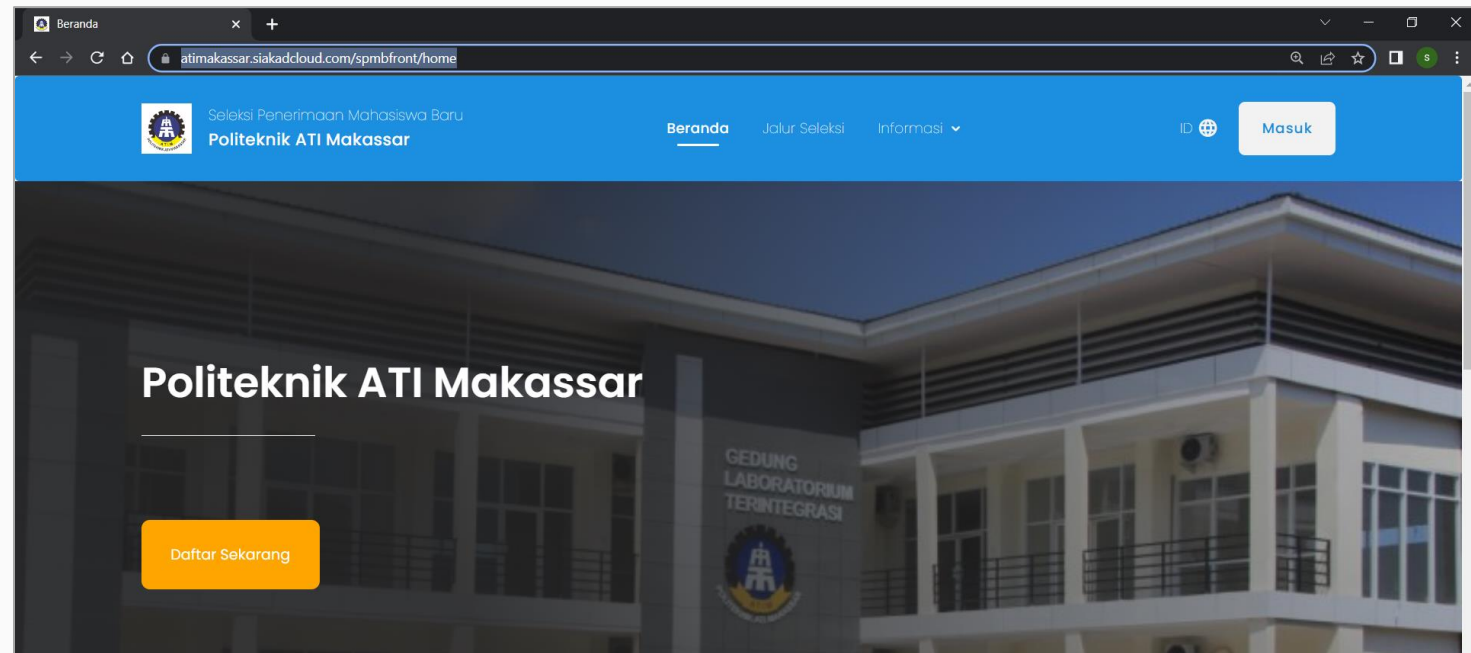 Beranda
atimakassar.siakadcloud.com/spmbfront/home
S
Seleksi Penerimaan Mahasiswa Baru
Politeknik ATI Makassar
Beranda
Jalur Seleksi
Informasi
ID
Masuk
Politeknik ATI Makassar
GEDUNG
LABORATORIUM
TERINTEGRASI
Daftar Sekarang